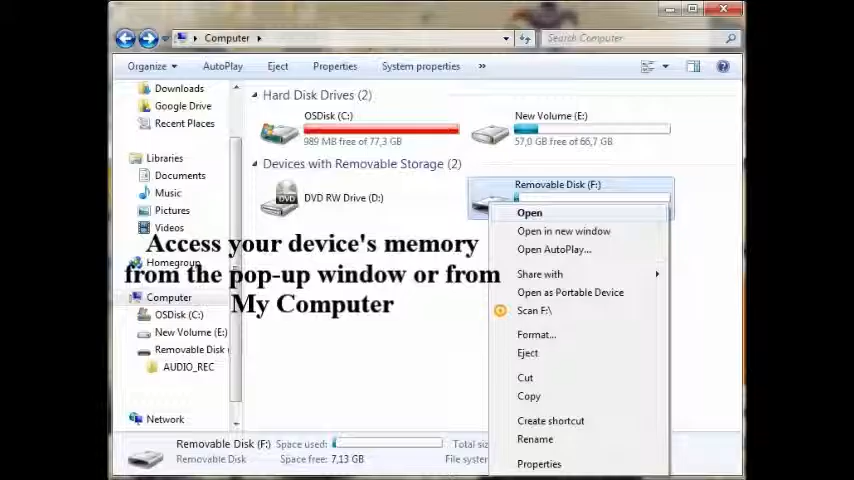 Computer
Search Computer
Organize
AutoPlay
Eject
Properties
System properties
»
Downloads
Google Drive
Recent Places
Libraries
Documents
Music
Pictures
Videos
Homegroup
Computer
OSDisk (C:)
New Volume (E:)
Removable Disk
AUDIO_REC
Network
Hard Disk Drives (2)
OSDisk (C:)
989 MB free of 77,3 GB
New Volume (E:)
57,0 GB free of 66,7 GB
Devices with Removable Storage (2)
DVD RW Drive (D:)
DVD
Removable Disk (F:)
Access your device's memory
from the pop-up window or from
My Computer
Open
Open in new window
Open AutoPlay...
Share with
Open as Portable Device
Scan F:\
Format...
Eject
Cut
Copy
Create shortcut
Rename
Properties
Removable Disk (F:) Space used:
Removable Disk Space free: 7,13 GB
Total si
File syste